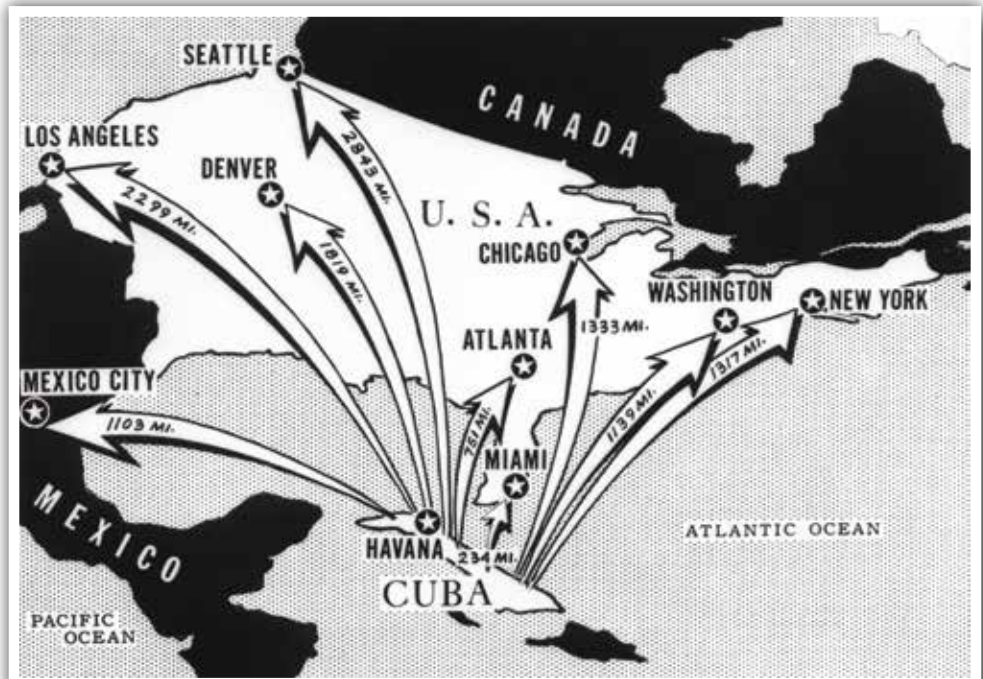 SEATTLE
CANADA
LOS ANGELES
2843 MI.
DENVER
2299 MI.
U. S. A.
CHICAGO
1819 MI.
WASHINGTON
NEW YORK
1333 MI.
ATLANTA
1317 MI.
MEXICO CITY
1139 MI.
1103 MI.
761 MI.
MIAMI
MEXICO
ATLANTIC OCEAN
HAVANA
234 MI.
CUBA
PACIFIC
OCEAN